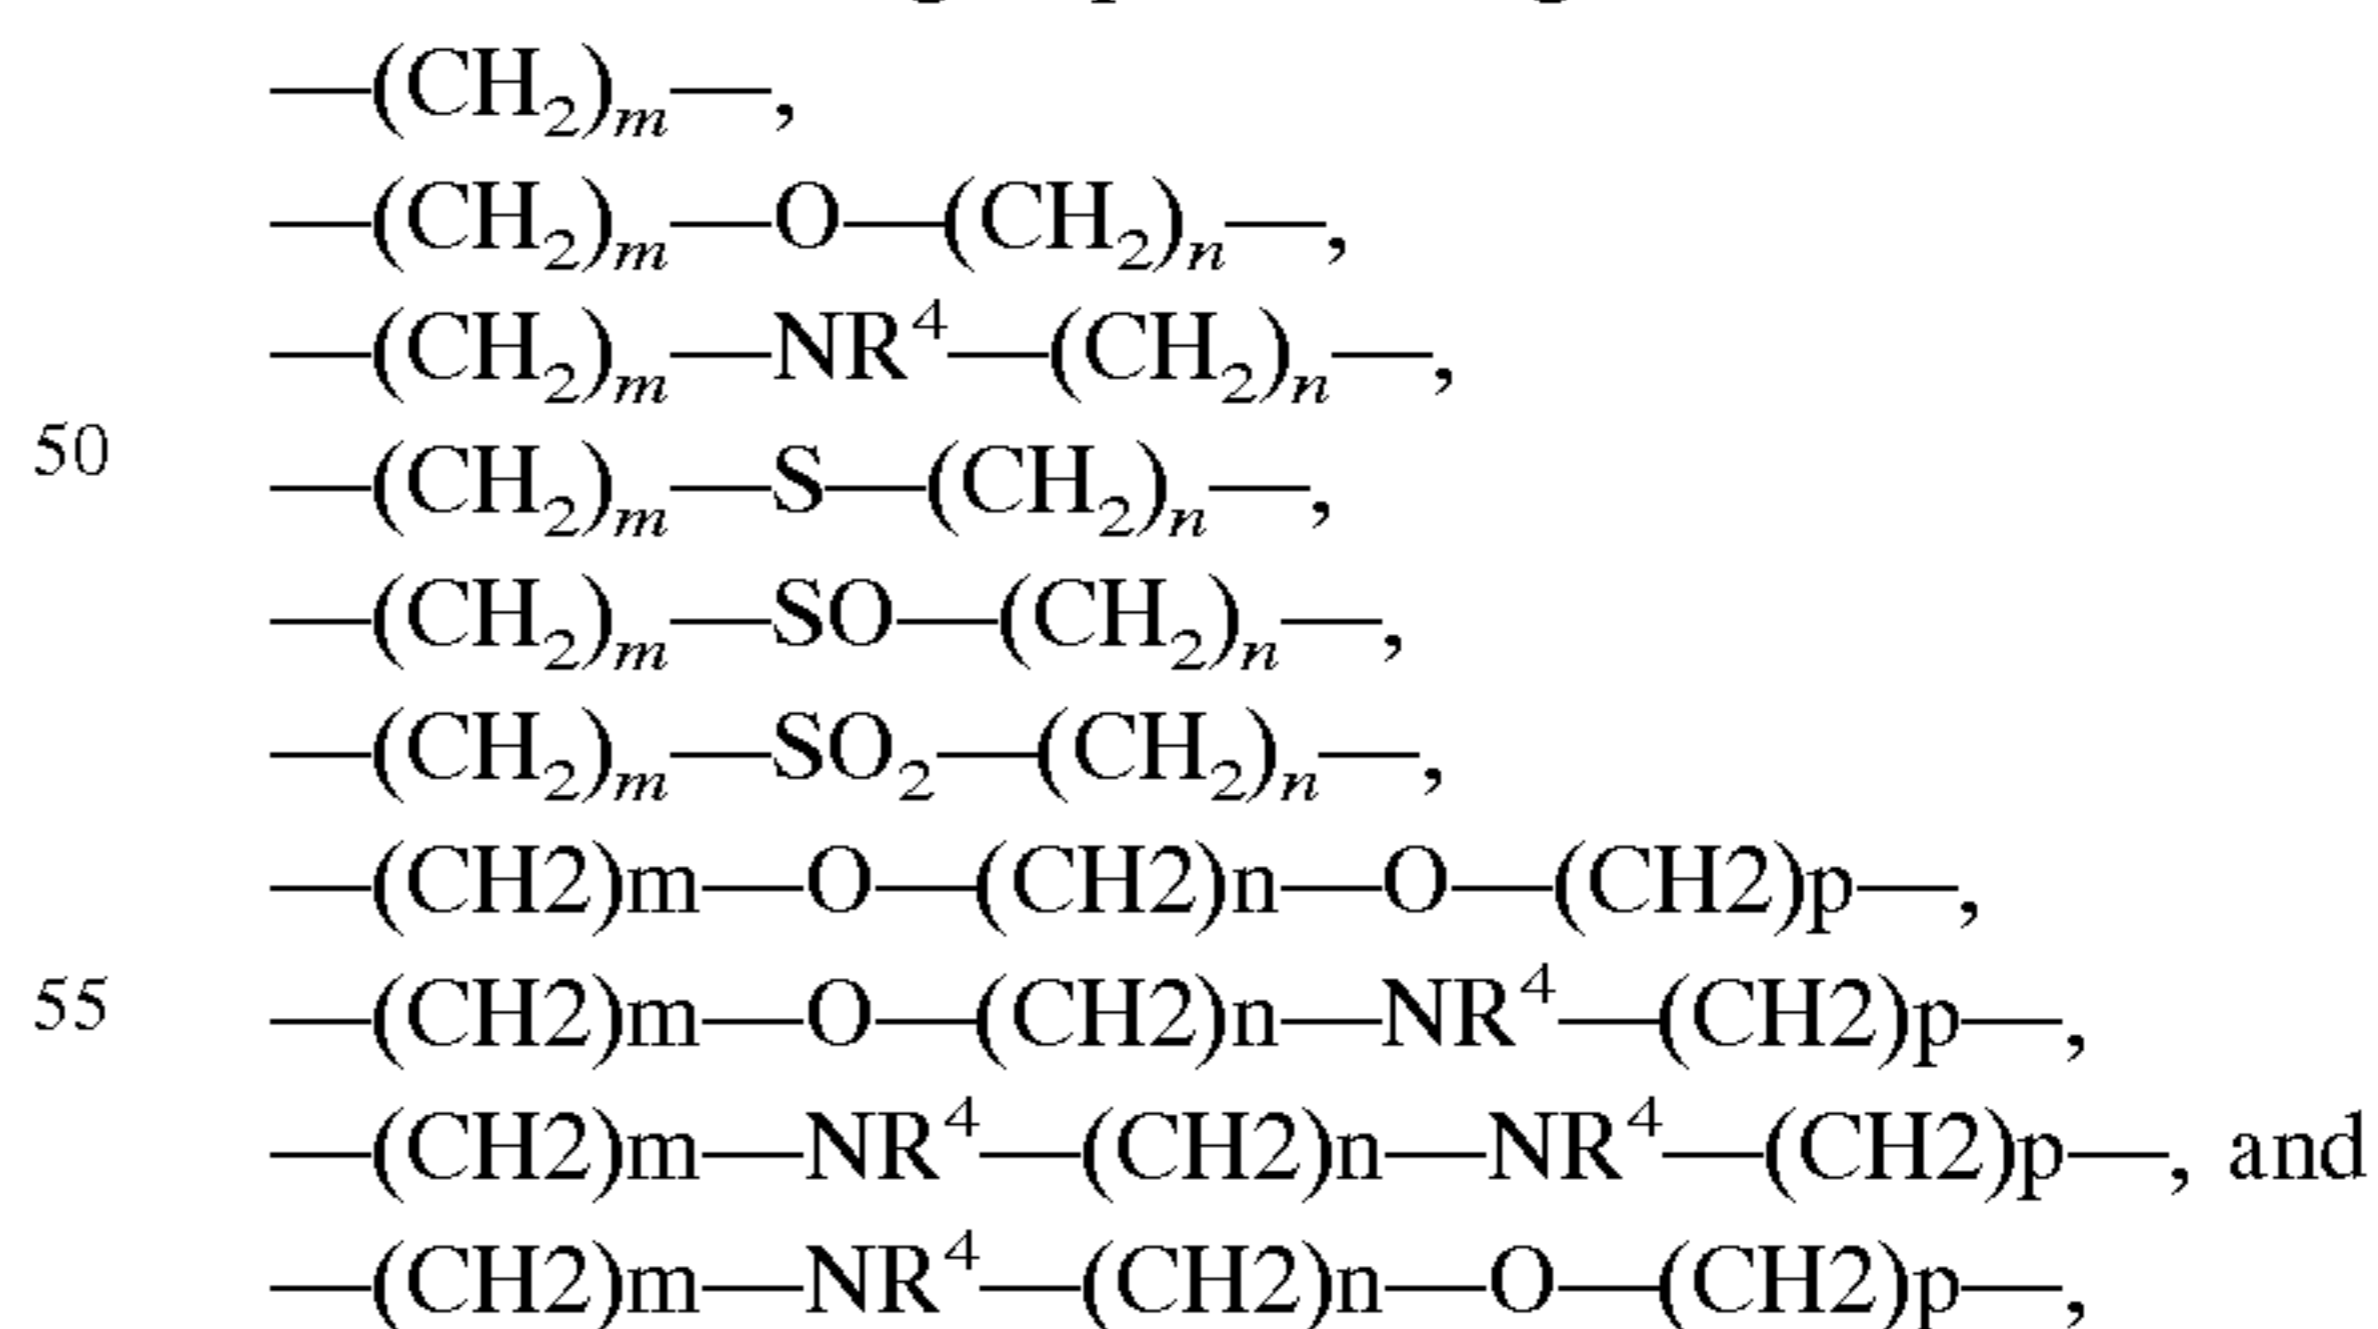 —(CH₂)ₘ—,
—(CH₂)ₘ—O—(CH₂)ₙ—,
—(CH₂)ₘ—NR⁴—(CH₂)ₙ—,
50 —(CH₂)ₘ—S—(CH₂)ₙ—,
—(CH₂)ₘ—SO—(CH₂)ₙ—,
—(CH₂)ₘ—SO₂—(CH₂)ₙ—,
—(CH2)m—O—(CH2)n—O—(CH2)p—,
55 —(CH2)m—O—(CH2)n—NR⁴—(CH2)p—,
—(CH2)m—NR⁴—(CH2)n—NR⁴—(CH2)p—, and
—(CH2)m—NR⁴—(CH2)n—O—(CH2)p—,